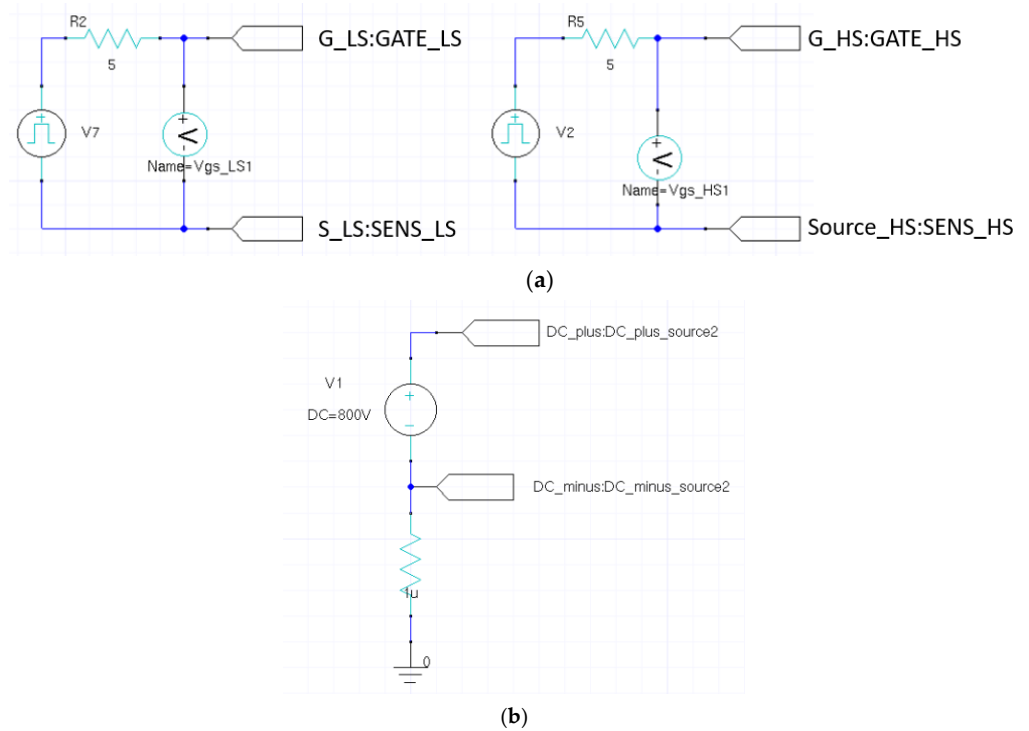 R2
5
V7
Name=Vgs_LS1
G_LS:GATE_LS
S_LS:SENS_LS
R5
5
V2
Name=Vgs_HS1
G_HS:GATE_HS
Source_HS:SENS_HS
(a)
DC_plus:DC_plus_source2
V1
DC=800V
DC_minus:DC_minus_source2
1u
0
(b)